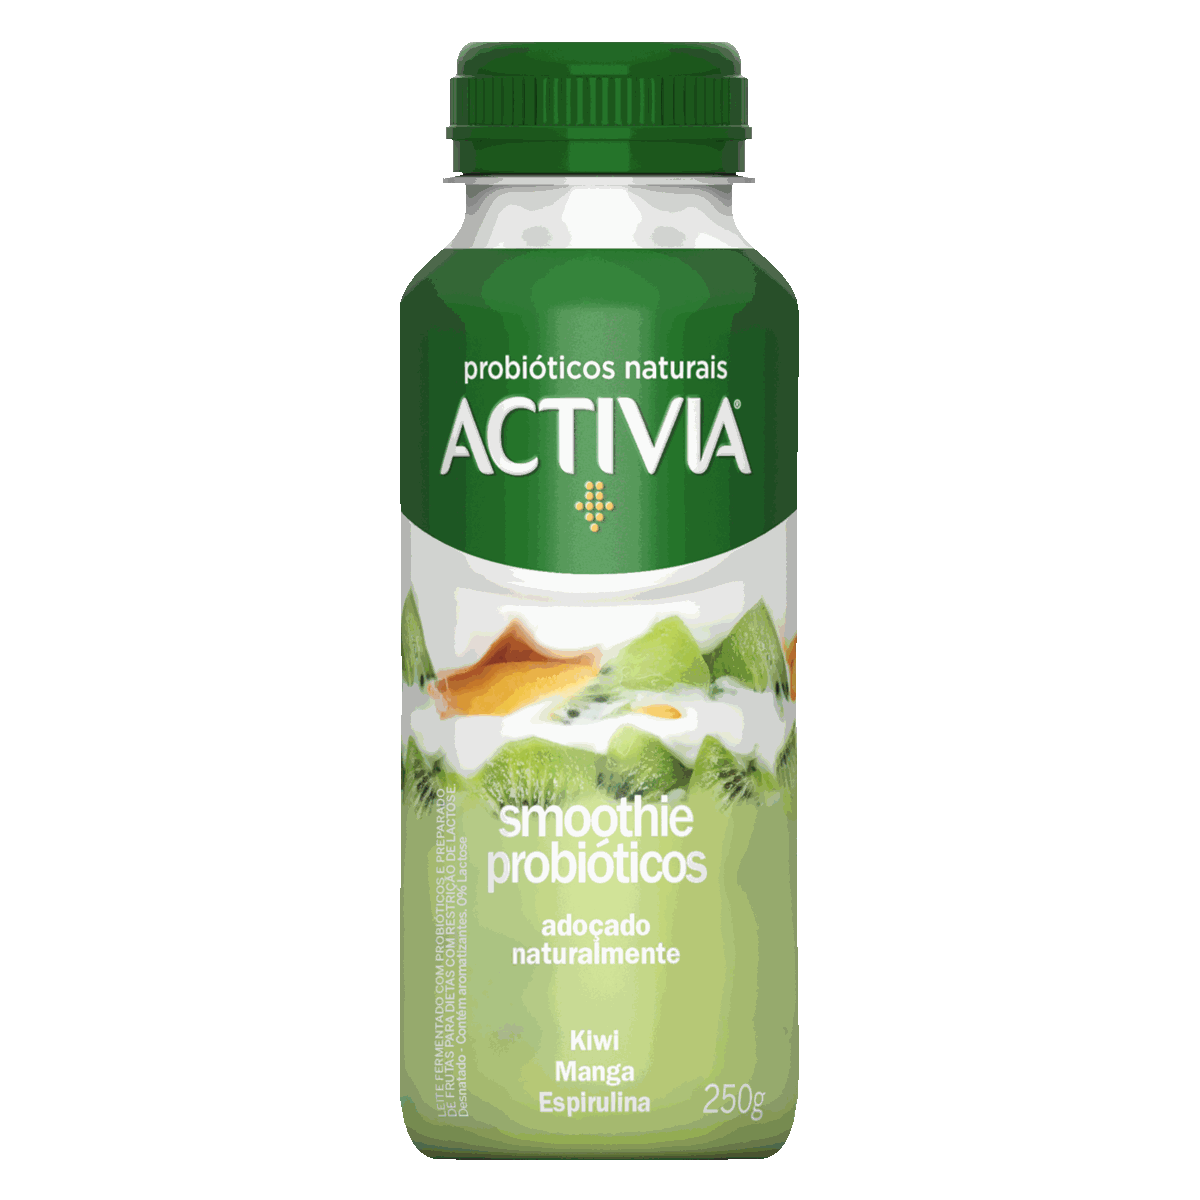 probióticos naturais
ACTIVIA®
smoothie
probióticos
adoçado
naturalmente
Kiwi
Manga
Espirulina
250g
LEITE FERMENTADO COM PROBIÓTICOS E PREPARADO
DE FRUTAS PARA DIETAS COM RESTRIÇÃO DE LACTOSE.
Desnatado - Contém aromatizantes. 0% Lactose